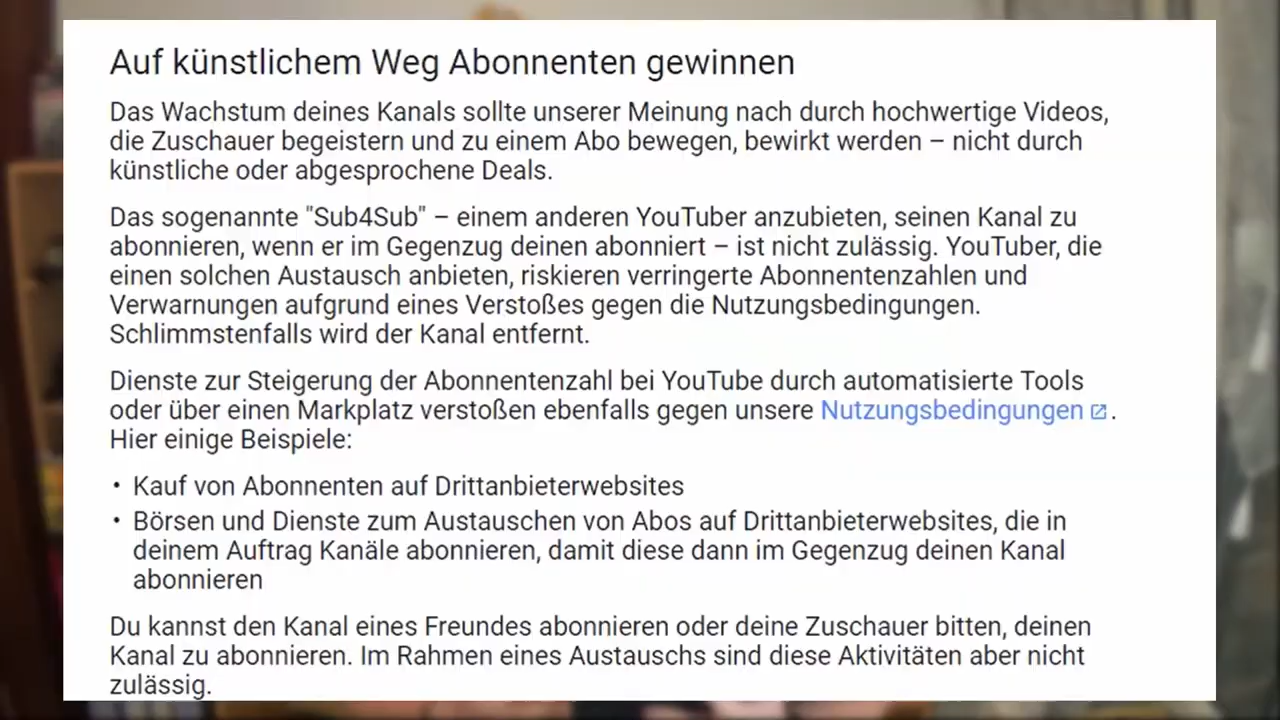 Auf künstlichem Weg Abonnenten gewinnen
Das Wachstum deines Kanals sollte unserer Meinung nach durch hochwertige Videos,
die Zuschauer begeistern und zu einem Abo bewegen, bewirkt werden – nicht durch
künstliche oder abgesprochene Deals.
Das sogenannte "Sub4Sub" – einem anderen YouTuber anzubieten, seinen Kanal zu
abonnieren, wenn er im Gegenzug deinen abonniert – ist nicht zulässig. YouTuber, die
einen solchen Austausch anbieten, riskieren verringerte Abonnentenzahlen und
Verwarnungen aufgrund eines Verstoßes gegen die Nutzungsbedingungen.
Schlimmstenfalls wird der Kanal entfernt.
Dienste zur Steigerung der Abonnentenzahl bei YouTube durch automatisierte Tools
oder über einen Markplatz verstoßen ebenfalls gegen unsere Nutzungsbedingungen.
Hier einige Beispiele:
• Kauf von Abonnenten auf Drittanbieterwebsites
• Börsen und Dienste zum Austauschen von Abos auf Drittanbieterwebsites, die in
deinem Auftrag Kanäle abonnieren, damit diese dann im Gegenzug deinen Kanal
abonnieren
Du kannst den Kanal eines Freundes abonnieren oder deine Zuschauer bitten, deinen
Kanal zu abonnieren. Im Rahmen eines Austauschs sind diese Aktivitäten aber nicht
zulässig.